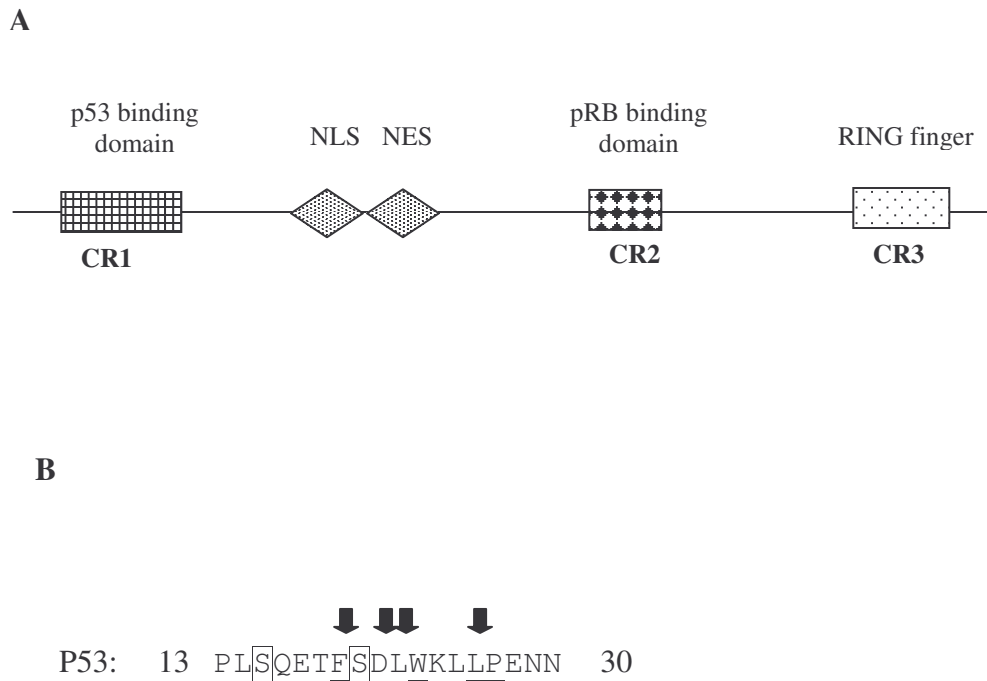 A
p53 binding domain
NLS
NES
pRB binding domain
RING finger
CR1
CR2
CR3
B
P53: 13 PLSQETFSDLWKLLPENN 30